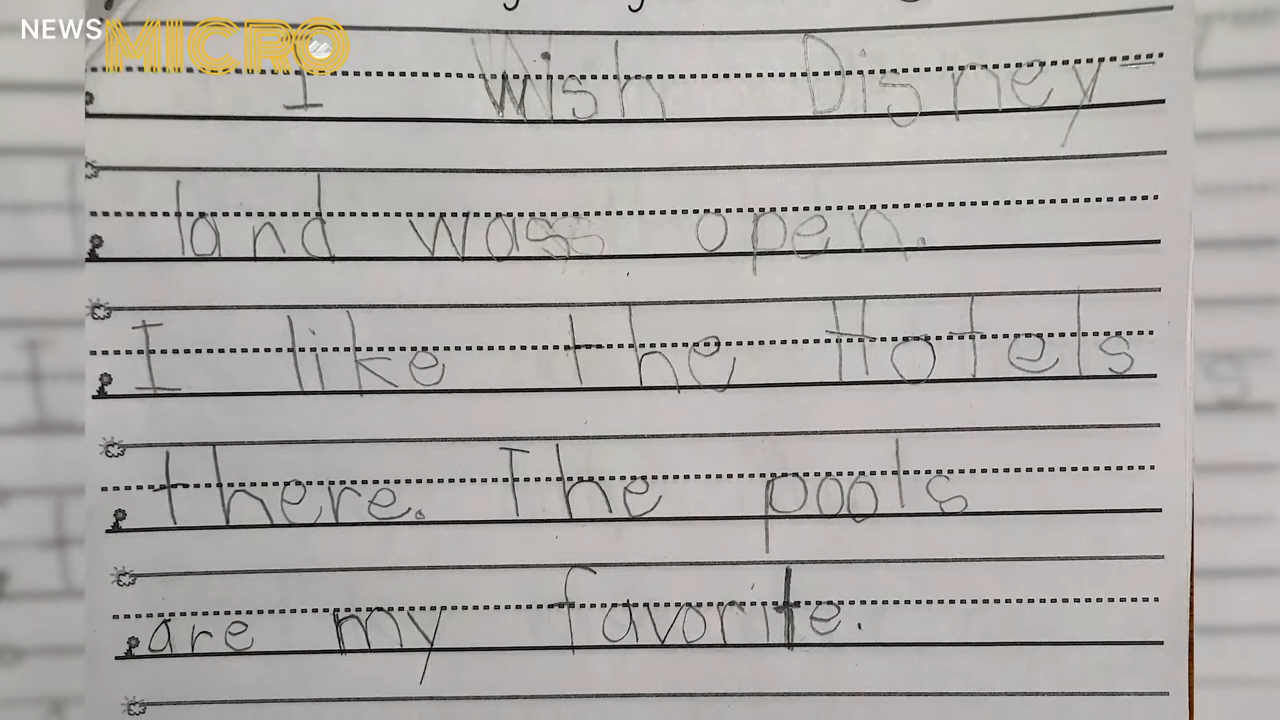 NEWS MICRO
I Wish Disney-
land wass open.
I like the Hotels
there. The pools
are my favorite.